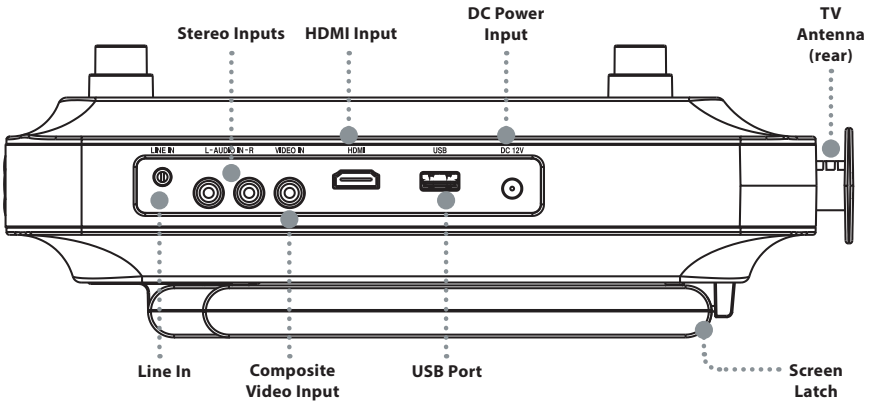 Stereo Inputs
HDMI Input
DC Power
Input
TV
Antenna
(rear)
LINE IN
L-AUDIO IN-R
VIDEO IN
HDMI
USB
DC 12V
Line In
Composite
Video Input
USB Port
Screen
Latch